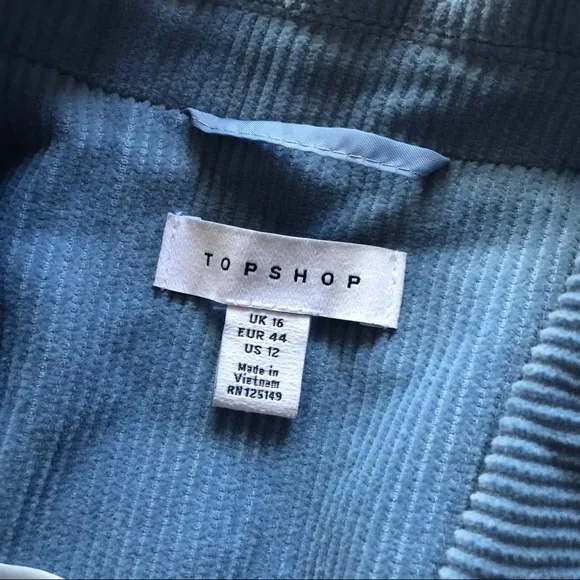 TOPSHOP
UK 16
EUR 44
US 12
Made in
Vietnam
RN125149